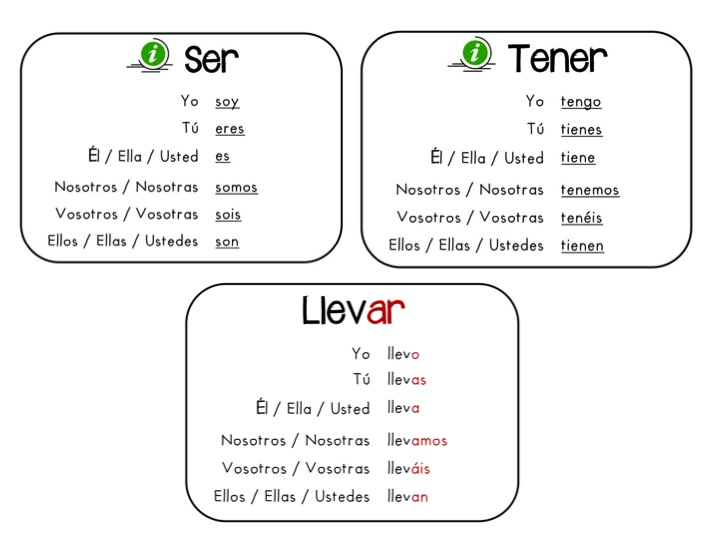 Ser
Yo soy
Tú eres
Él / Ella / Usted es
Nosotros / Nosotras somos
Vosotros / Vosotras sois
Ellos / Ellas / Ustedes son
Tener
Yo tengo
Tú tienes
Él / Ella / Usted tiene
Nosotros / Nosotras tenemos
Vosotros / Vosotras tenéis
Ellos / Ellas / Ustedes tienen
Llevar
Yo llevo
Tú llevas
Él / Ella / Usted lleva
Nosotros / Nosotras llevamos
Vosotros / Vosotras lleváis
Ellos / Ellas / Ustedes llevan